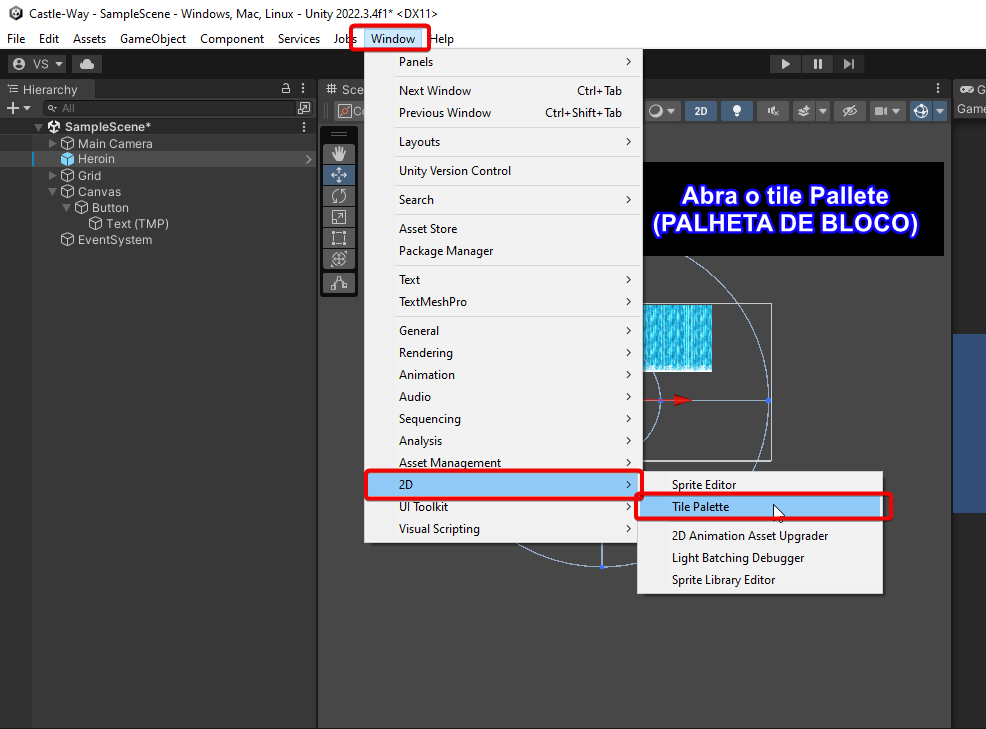 Castle-Way - SampleScene - Windows, Mac, Linux - Unity 2022.3.4f1* <DX11>
File Edit Assets GameObject Component Services Jobs Window Help
VS
Hierarchy
All
SampleScene*
Main Camera
Heroin
Grid
Canvas
Button
Text (TMP)
EventSystem
Panels
Next Window Ctrl+Tab
Previous Window Ctrl+Shift+Tab
Layouts
Unity Version Control
Search
Asset Store
Package Manager
Text
TextMeshPro
General
Rendering
Animation
Audio
Sequencing
Analysis
Asset Management
2D
UI Toolkit
Visual Scripting
Sprite Editor
Tile Palette
2D Animation Asset Upgrader
Light Batching Debugger
Sprite Library Editor
2D
Abra o tile Pallete
(PALHETA DE BLOCO)
Game